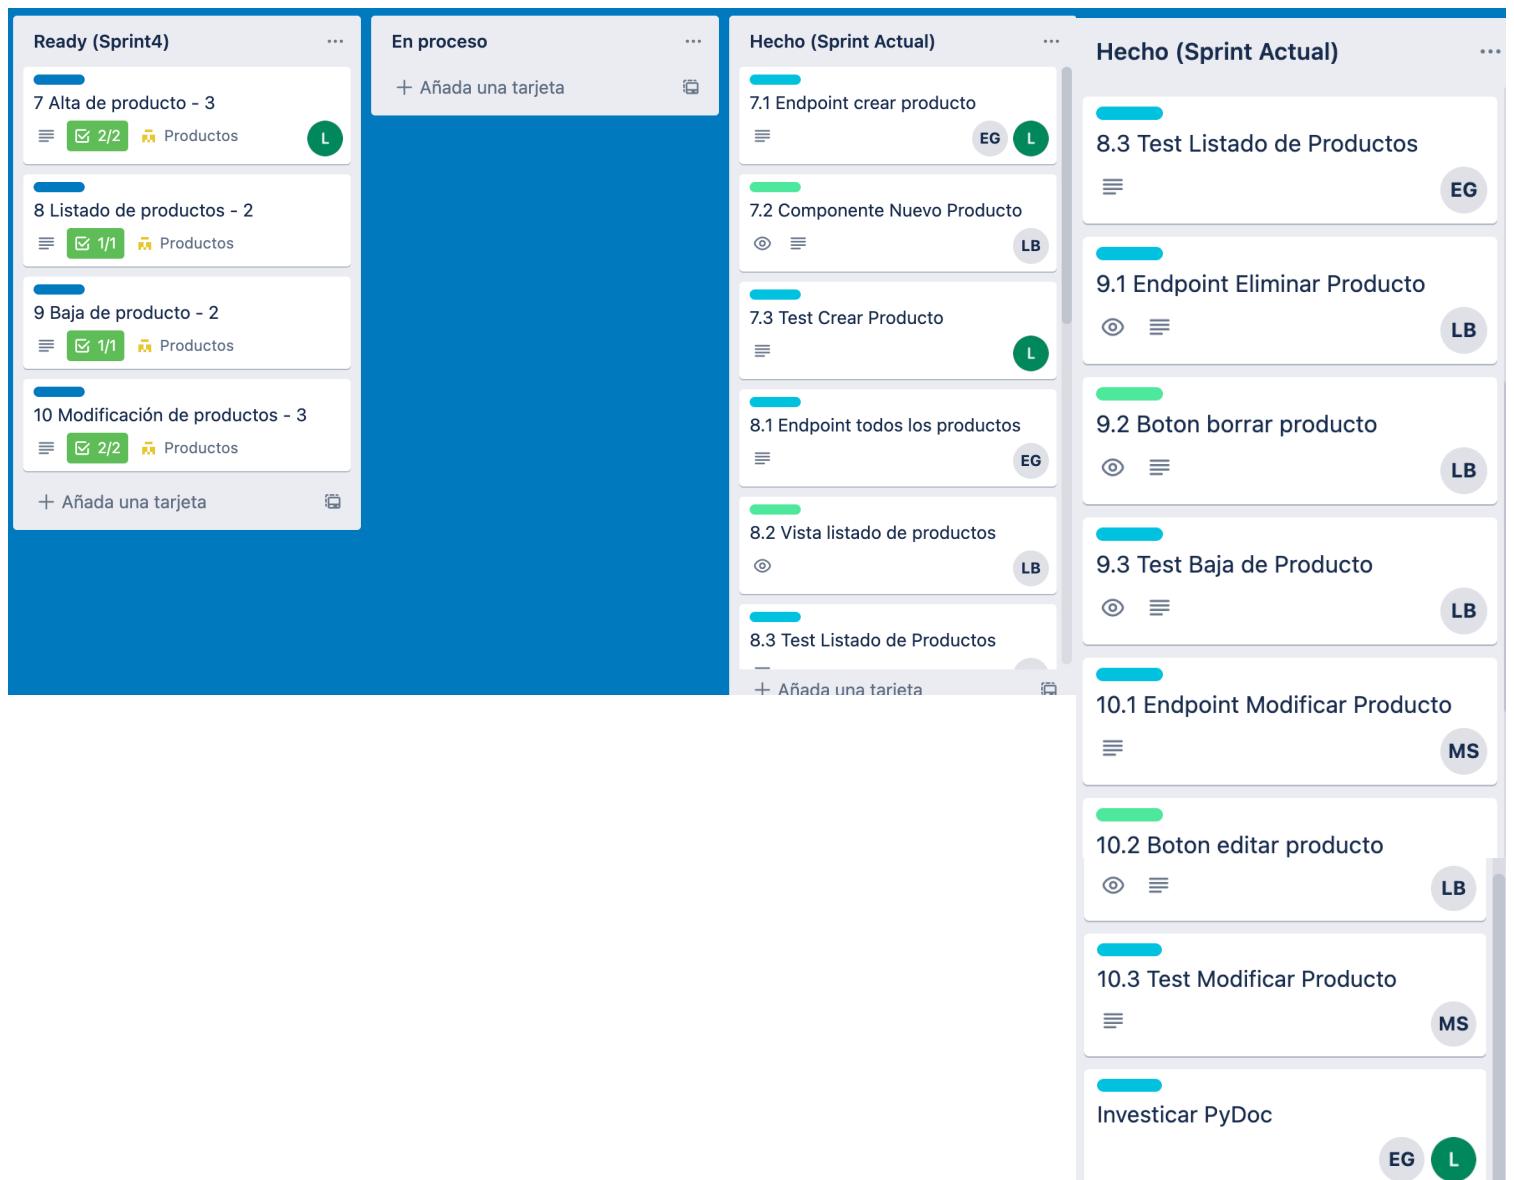 Ready (Sprint4)
7 Alta de producto - 3
2/2 Productos
L
8 Listado de productos - 2
1/1 Productos
9 Baja de producto - 2
1/1 Productos
10 Modificación de productos - 3
2/2 Productos
+ Añada una tarjeta
En proceso
+ Añada una tarjeta
Hecho (Sprint Actual)
7.1 Endpoint crear producto
EG L
7.2 Componente Nuevo Producto
LB
7.3 Test Crear Producto
L
8.1 Endpoint todos los productos
EG
8.2 Vista listado de productos
LB
8.3 Test Listado de Productos
+ Añada una tarjeta
Hecho (Sprint Actual)
8.3 Test Listado de Productos
EG
9.1 Endpoint Eliminar Producto
LB
9.2 Boton borrar producto
LB
9.3 Test Baja de Producto
LB
10.1 Endpoint Modificar Producto
MS
10.2 Boton editar producto
LB
10.3 Test Modificar Producto
MS
Investicar PyDoc
EG L